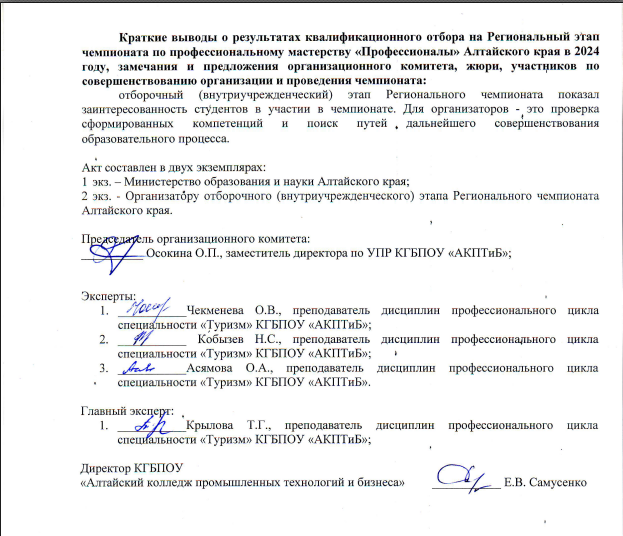 Краткие выводы о результатах квалификационного отбора на Региональный этап
чемпионата по профессиональному мастерству «Профессионалы» Алтайского края в 2024
году, замечания и предложения организационного комитета, жюри, участников по
совершенствованию организации и проведения чемпионата:
отборочный (внутриучрежденческий) этап Регионального чемпионата показал
заинтересованность студентов в участии в чемпионате. Для организаторов - это проверка
сформированных компетенций и поиск путей дальнейшего совершенствования
образовательного процесса.
Акт составлен в двух экземплярах:
1 экз. – Министерство образования и науки Алтайского края;
2 экз. - Организатору отборочного (внутриучрежденческого) этапа Регионального чемпионата
Алтайского края.
Председатель организационного комитета:
Осокина О.П., заместитель директора по УПР КГБПОУ «АКПТиБ»;
Эксперты:
1. Чекменева О.В., преподаватель дисциплин профессионального цикла
специальности «Туризм» КГБПОУ «АКПТиБ»;
2. Кобызев Н.С., преподаватель дисциплин профессионального цикла
специальности «Туризм» КГБПОУ «АКПТиБ»;
3. Асямова О.А., преподаватель дисциплин профессионального цикла
специальности «Туризм» КГБПОУ «АКПТиБ».
Главный эксперт:
1. Крылова Т.Г., преподаватель дисциплин профессионального цикла
специальности «Туризм» КГБПОУ «АКПТиБ»;
Директор КГБПОУ
«Алтайский колледж промышленных технологий и бизнеса» Е.В. Самусенко